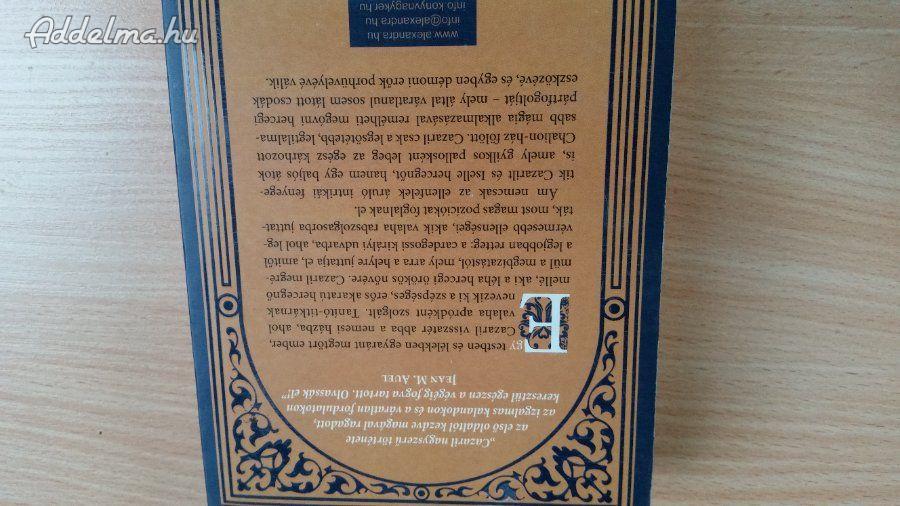 Addelma.hu
„Cazaril nagyszerű története
az első oldaltól kezdve magával ragadott,
az izgalmas kalandokon és a váratlan fordulatokon
keresztül egészen a végéig fogva tartott. Olvassák el!"
JEAN M. AUEL
Egy testben és lélekben egyaránt megtört ember,
Cazaril visszatér abba a nemesi házba, ahol
valaha apródként szolgált. Tanító-titkárnak
nevezik ki a szépséges, erős akaratú hercegnő
mellé, aki a léha hercegi örökös nővére. Cazaril megré-
mül a megbízatástól, mely arra a helyre juttatja el, amitől
a legjobban retteg: a cardegossi királyi udvarba, ahol leg-
vérmesebb ellenségei, akik valaha rabszolgasorba juttat-
ták, most magas pozíciókat foglalnak el.
Ám nemcsak az ellenfelek áruló intrikái fenyege-
tik Cazarilt és Iselle hercegnőt, hanem egy baljós átok
is, amely gyilkos pallosként lebeg az egész kárhozott
Chalion-ház fölött. Cazaril csak a legsötétebb, legtiltalma-
sabb mágia alkalmazásával remélheti megóvni hercegi
pártfogoltját – mely által váratlanul sosem látott csodák
eszközévé, és egyben démoni erők porhüvelyévé válik.
www.alexandra.hu
info@alexandra.hu
info.konyvnagyker.hu